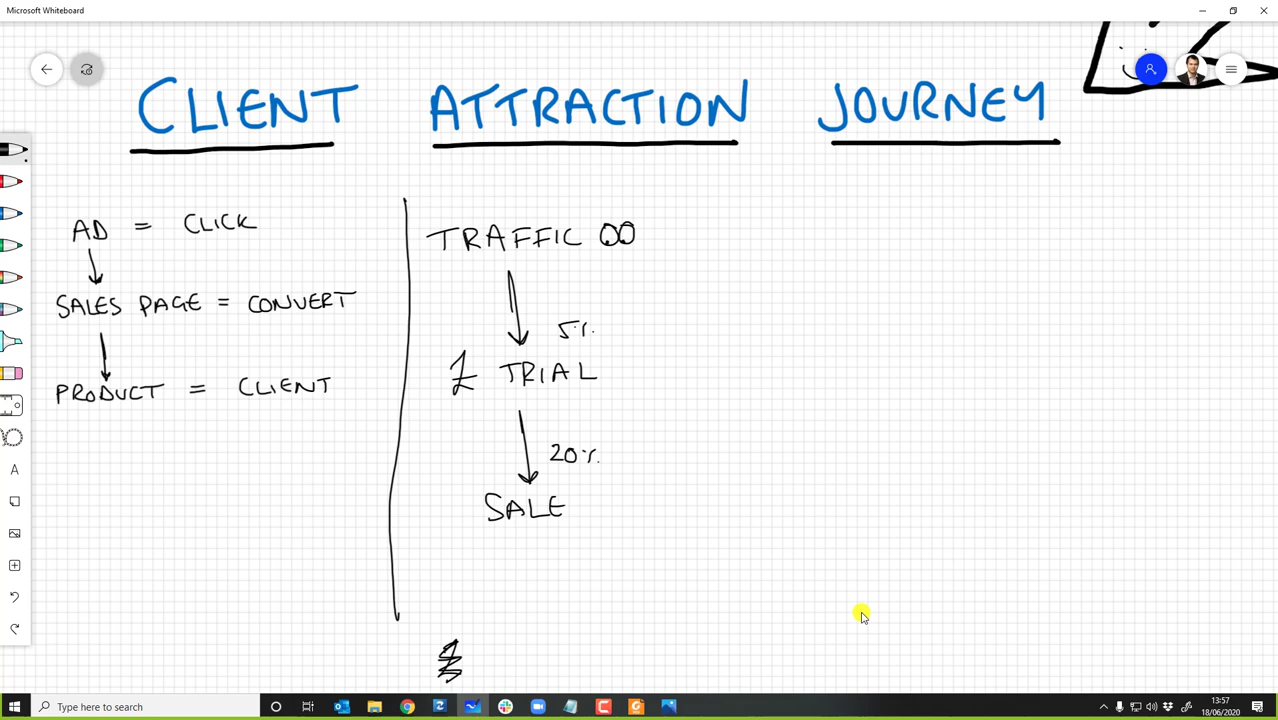 Microsoft Whiteboard
CLIENT ATTRACTION JOURNEY
AD = CLICK
SALES PAGE = CONVERT
PRODUCT = CLIENT
TRAFFIC OO
5%
£ TRIAL
20%
SALE
A
Type here to search
13:57
18/06/2020